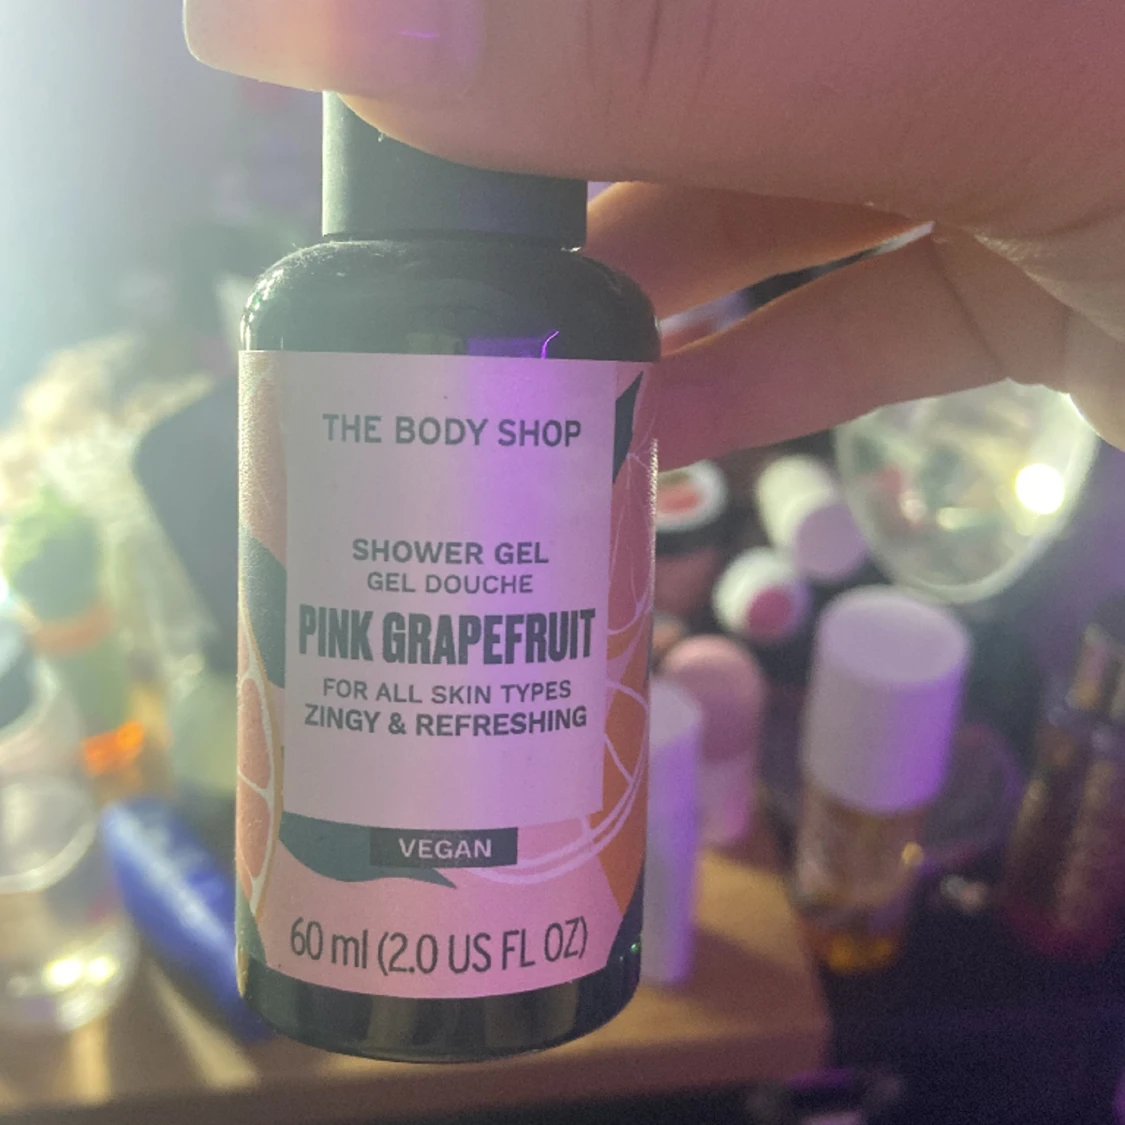 THE BODY SHOP
SHOWER GEL
GEL DOUCHE
PINK GRAPEFRUIT
FOR ALL SKIN TYPES
ZINGY & REFRESHING
VEGAN
60 ml (2.0 US FL OZ)